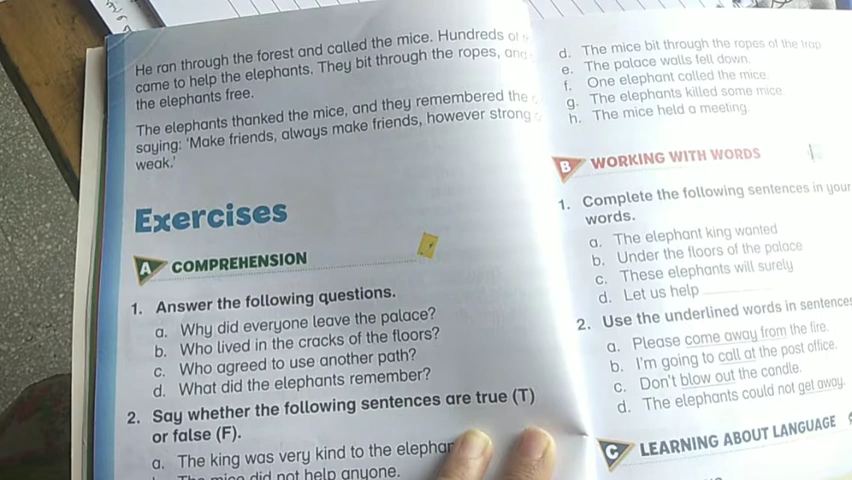 He ran through the forest and called the mice. Hundreds of
came to help the elephants. They bit through the ropes, and
the elephants free.
The elephants thanked the mice, and they remembered the
saying: 'Make friends, always make friends, however strong
weak.'
Exercises
A COMPREHENSION
1. Answer the following questions.
a. Why did everyone leave the palace?
b. Who lived in the cracks of the floors?
c. Who agreed to use another path?
d. What did the elephants remember?
2. Say whether the following sentences are true (T)
or false (F).
a. The king was very kind to the
The mice did not help anyone.
d. The mice bit through the ropes of the trap
e. The palace walls fell down.
f. One elephant called the mice.
g. The elephants killed some mice.
h. The mice held a meeting.
B WORKING WITH WORDS
1. Complete the following sentences in your
words.
a. The elephant king wanted
b. Under the floors of the palace
c. These elephants will surely
d. Let us help
2. Use the underlined words in sentences
a. Please come away from the fire.
b. I'm going to call at the post office.
c. Don't blow out the candle.
d. The elephants could not get away.
C LEARNING ABOUT LANGUAGE